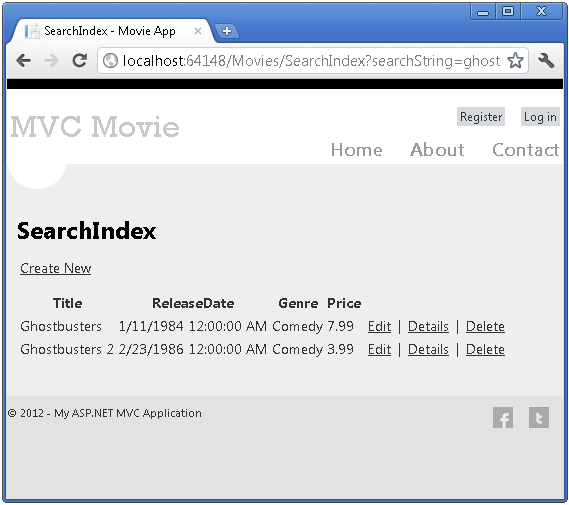 SearchIndex - Movie App
localhost:64148/Movies/SearchIndex?searchString=ghost
Register Log in
MVC Movie
Home About Contact
SearchIndex
Create New
Title ReleaseDate Genre Price
Ghostbusters 1/11/1984 12:00:00 AM Comedy 7.99 Edit | Details | Delete
Ghostbusters 2 2/23/1986 12:00:00 AM Comedy 3.99 Edit | Details | Delete
© 2012 - My ASP.NET MVC Application